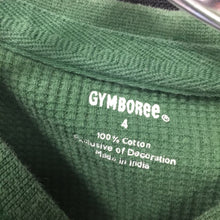 GYMBOREE®
4
100% Cotton
Exclusive of Decoration
Made in India